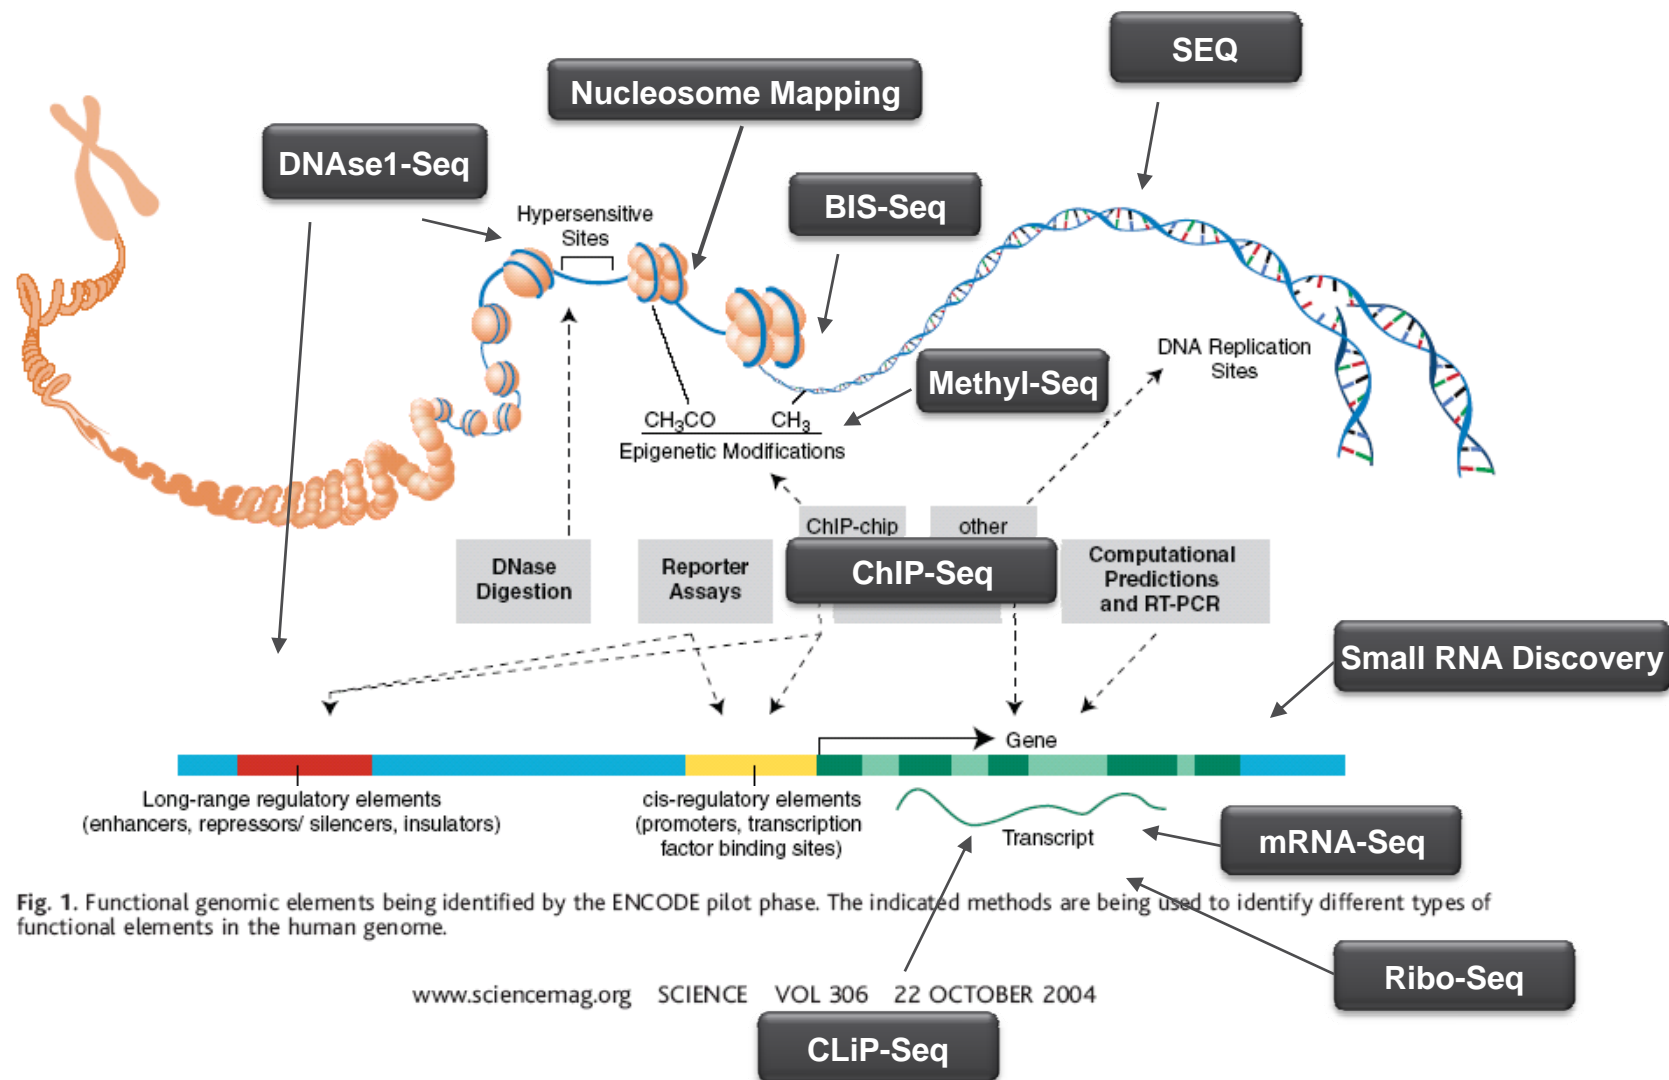 SEQ
Nucleosome Mapping
DNAse1-Seq
BIS-Seq
Hypersensitive
Sites
DNA Replication
Sites
Methyl-Seq
CH₃CO
CH₃
Epigenetic Modifications
ChIP-chip
other
DNase
Digestion
Reporter
Assays
ChIP-Seq
Computational
Predictions
and RT-PCR
Small RNA Discovery
Gene
Long-range regulatory elements
(enhancers, repressors/ silencers, insulators)
cis-regulatory elements
(promoters, transcription
factor binding sites)
Transcript
mRNA-Seq
Fig. 1. Functional genomic elements being identified by the ENCODE pilot phase. The indicated methods are being used to identify different types of
functional elements in the human genome.
Ribo-Seq
www.sciencemag.org SCIENCE VOL 306 22 OCTOBER 2004
CLiP-Seq